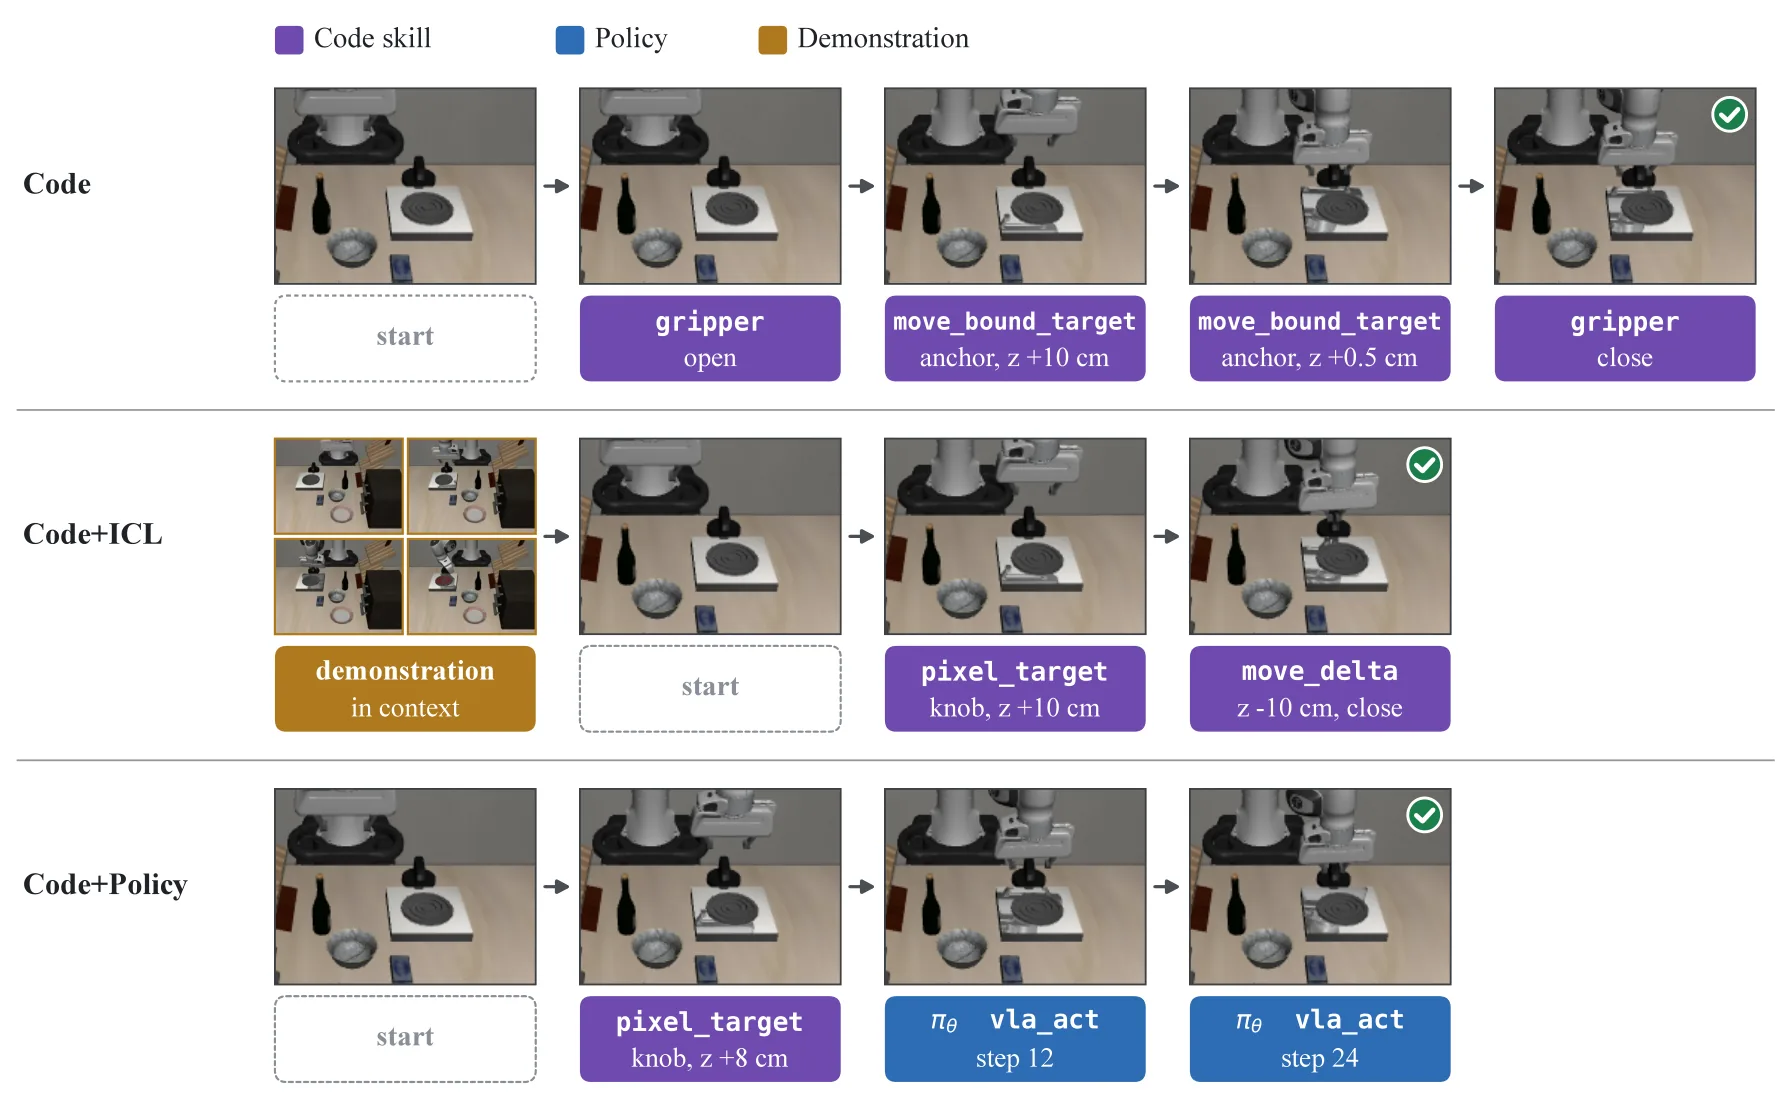 Code skill
Policy
Demonstration
Code
start
gripper
open
move_bound_target
anchor, z +10 cm
move_bound_target
anchor, z +0.5 cm
gripper
close
Code+ICL
demonstration
in context
start
pixel_target
knob, z +10 cm
move_delta
z -10 cm, close
Code+Policy
start
pixel_target
knob, z +8 cm
πθ vla_act
step 12
πθ vla_act
step 24